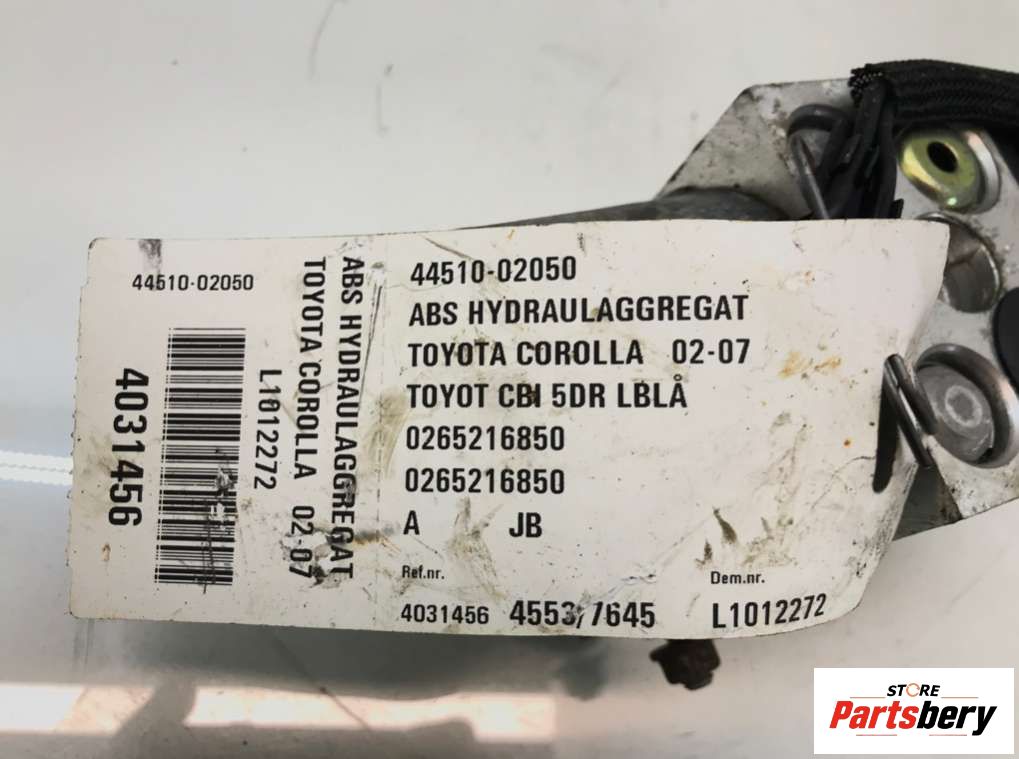 44510-02050
4031456
L1012272
TOYOTA COROLLA 02-07
ABS HYDRAULAGGREGAT
44510-02050
ABS HYDRAULAGGREGAT
TOYOTA COROLLA 02-07
TOYOT CBI 5DR LBLÅ
0265216850
0265216850
A JB
Ref.nr. Dem.nr.
4031456 4553/7645 L1012272
STORE
Partsbery